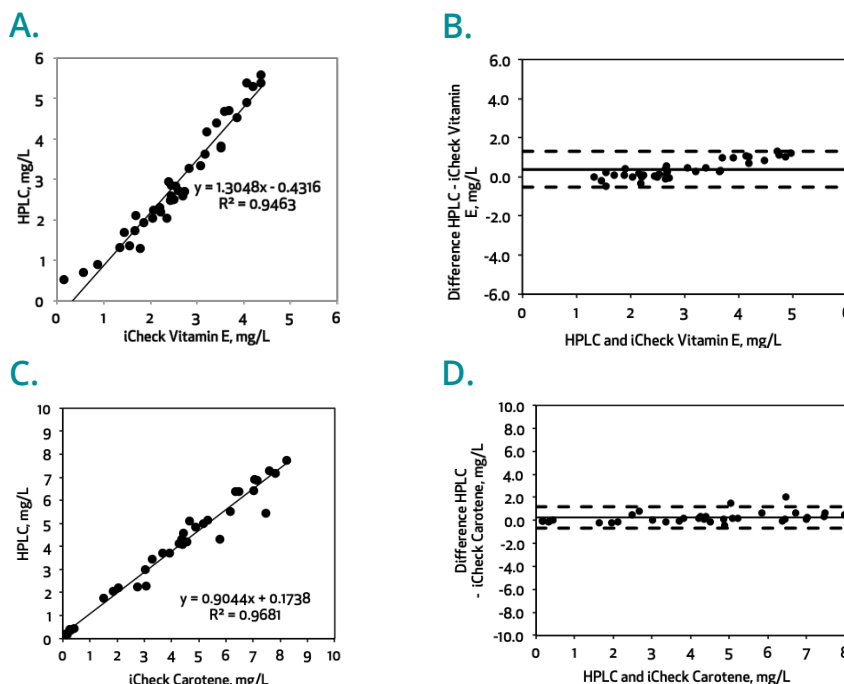 A.
6
5
4
3
2
1
0
HPLC, mg/L
y = 1.3048x - 0.4316
R² = 0.9463
0 1 2 3 4 5 6
iCheck Vitamin E, mg/L
B.
6.0
4.0
2.0
0.0
-2.0
-4.0
-6.0
Difference HPLC - iCheck Vitamin
E, mg/L
0 1 2 3 4 5 6
HPLC and iCheck Vitamin E, mg/L
C.
10
9
8
7
6
5
4
3
2
1
0
HPLC, mg/L
y = 0.9044x + 0.1738
R² = 0.9681
0 1 2 3 4 5 6 7 8 9 10
iCheck Carotene, mg/L
D.
10.0
8.0
6.0
4.0
2.0
0.0
-2.0
-4.0
-6.0
-8.0
-10.0
Difference HPLC
- iCheck Carotene, mg/L
0 1 2 3 4 5 6 7 8
HPLC and iCheck Carotene, mg/L